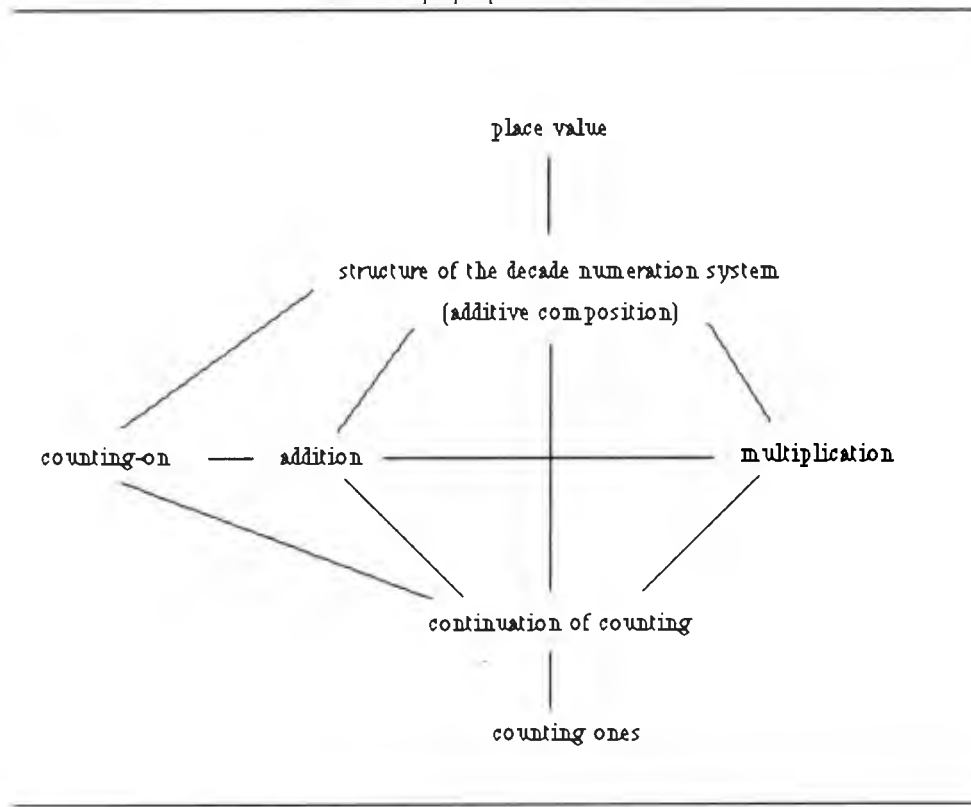 place value
structure of the decade numeration system
(additive composition)
counting-on addition multiplication
continuation of counting
counting ones